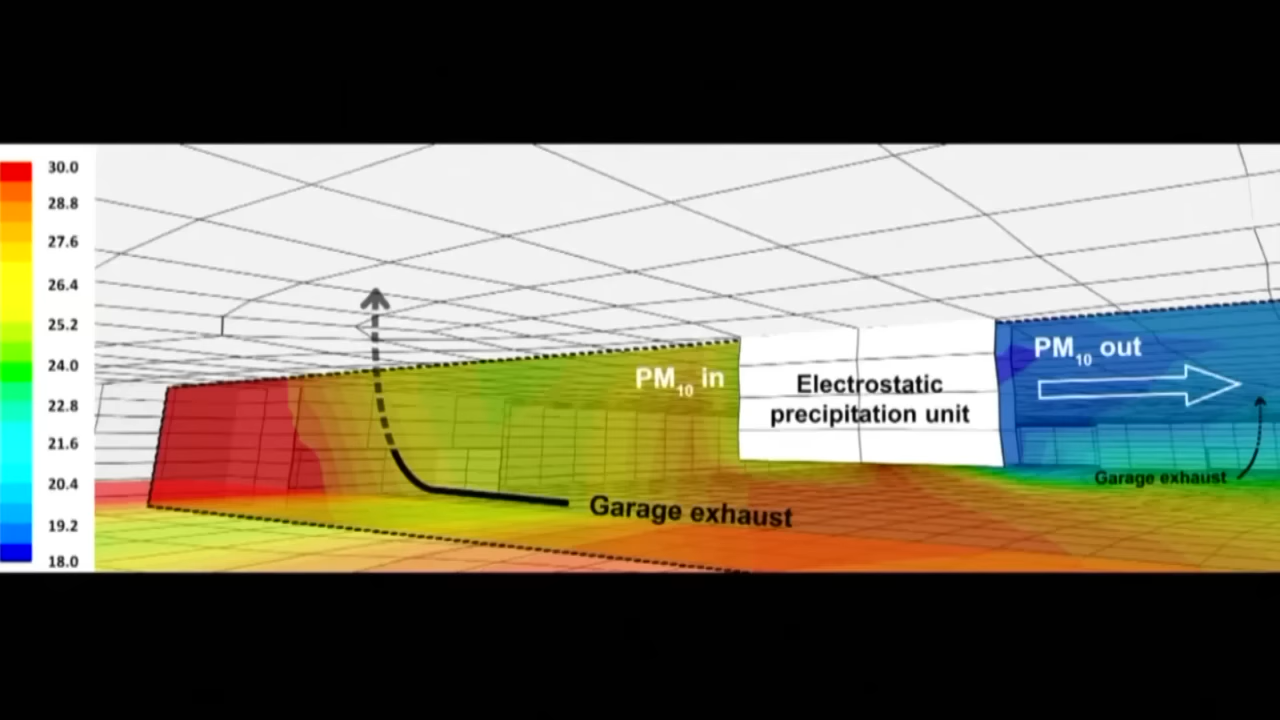 30.0
28.8
27.6
26.4
25.2
24.0
22.8
21.6
20.4
19.2
18.0
PM10 in
Electrostatic
precipitation unit
PM10 out
Garage exhaust
Garage exhaust